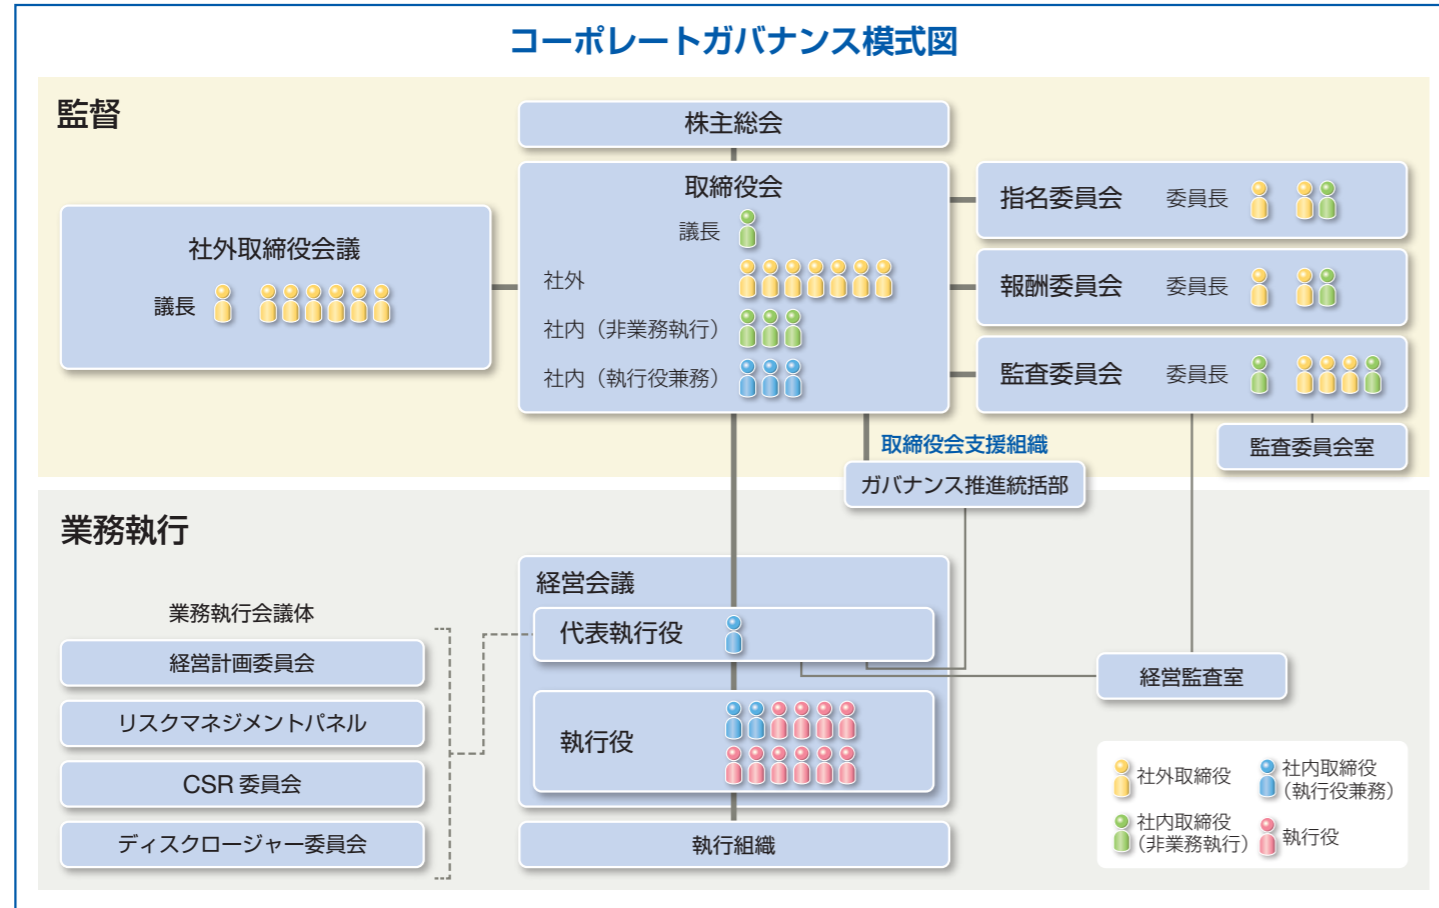 コーポレートガバナンス模式図
監督
株主総会
取締役会
議長
社外
社内（非業務執行）
社内（執行役兼務）
社外取締役会議
議長
指名委員会 委員長
報酬委員会 委員長
監査委員会 委員長
監査委員会室
取締役会支援組織
ガバナンス推進統括部
業務執行
業務執行会議体
経営計画委員会
リスクマネジメントパネル
CSR 委員会
ディスクロージャー委員会
経営会議
代表執行役
執行役
執行組織
経営監査室
社外取締役
社内取締役
（執行役兼務）
社内取締役
（非業務執行）
執行役